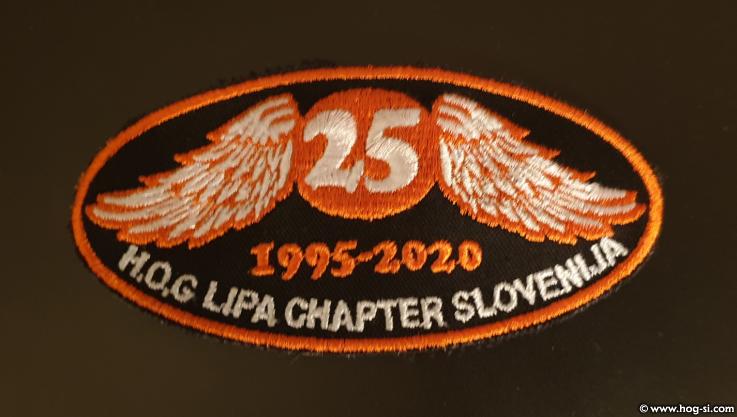 25
1995-2020
H.O.G LIPA CHAPTER SLOVENIJA
© www.hog-si.com